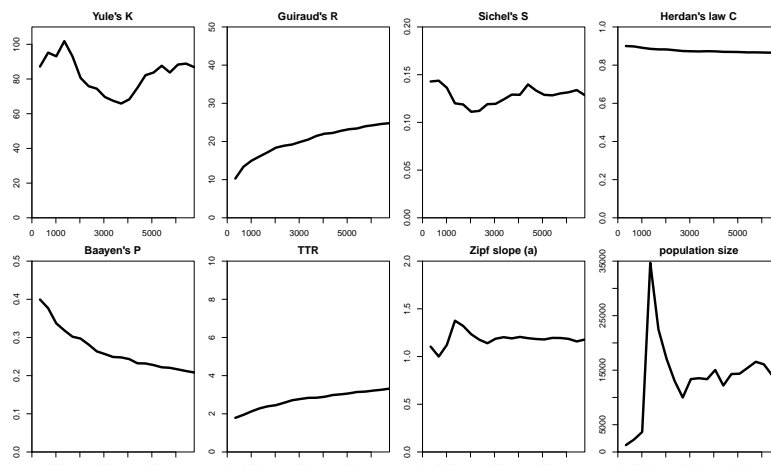 Yule's K
Guiraud's R
Sichel's S
Herdan's law C
0 20 40 60 80 100
0 10 20 30 40 50
0.00 0.05 0.10 0.15 0.20
0.0 0.2 0.4 0.6 0.8 1.0
0 1000 3000 5000
0 1000 3000 5000
0 1000 3000 5000
0 1000 3000 5000
Baayen's P
TTR
Zipf slope (a)
population size
0.0 0.1 0.2 0.3 0.4 0.5
0 2 4 6 8 10
0.0 0.5 1.0 1.5 2.0
0 5000 15000 25000 35000